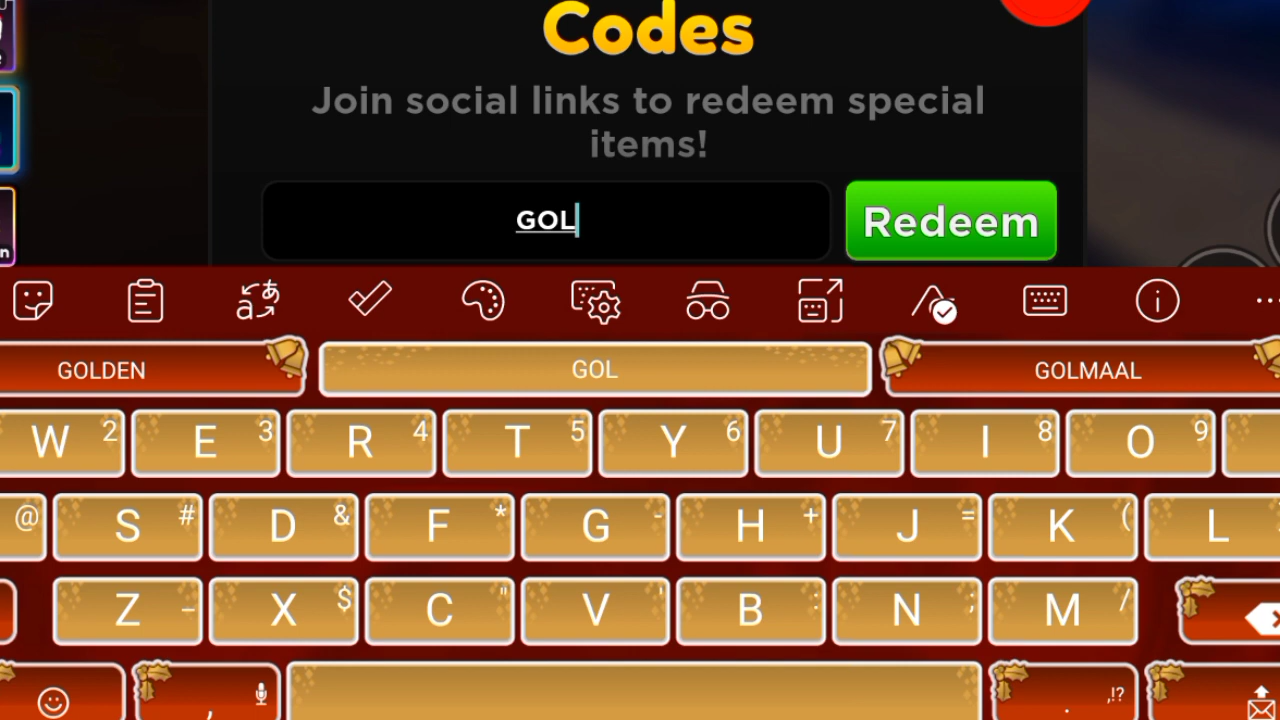 Codes
Join social links to redeem special
items!
GOL
Redeem
GOLDEN GOL GOLMAAL
W 2 E 3 R 4 T 5 Y 6 U 7 I 8 O 9
@ S # D & F * G - H + J = K ( L
Z _ X $ C " V ' B : N ; M /
, . ,!?